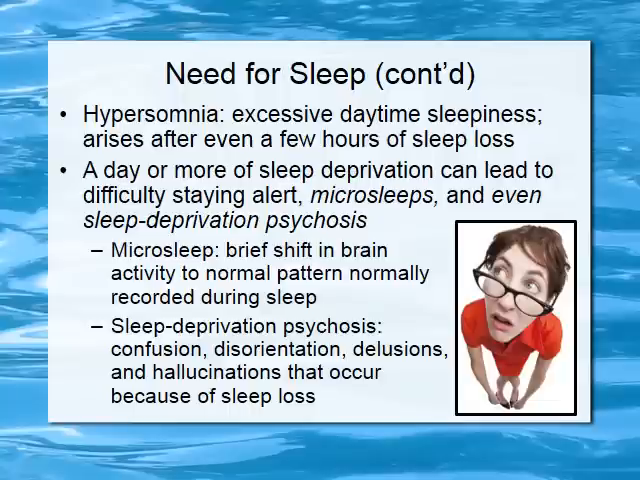 Need for Sleep (cont’d)
• Hypersomnia: excessive daytime sleepiness;
arises after even a few hours of sleep loss
• A day or more of sleep deprivation can lead to
difficulty staying alert, microsleeps, and even
sleep-deprivation psychosis
– Microsleep: brief shift in brain
activity to normal pattern normally
recorded during sleep
– Sleep-deprivation psychosis:
confusion, disorientation, delusions,
and hallucinations that occur
because of sleep loss